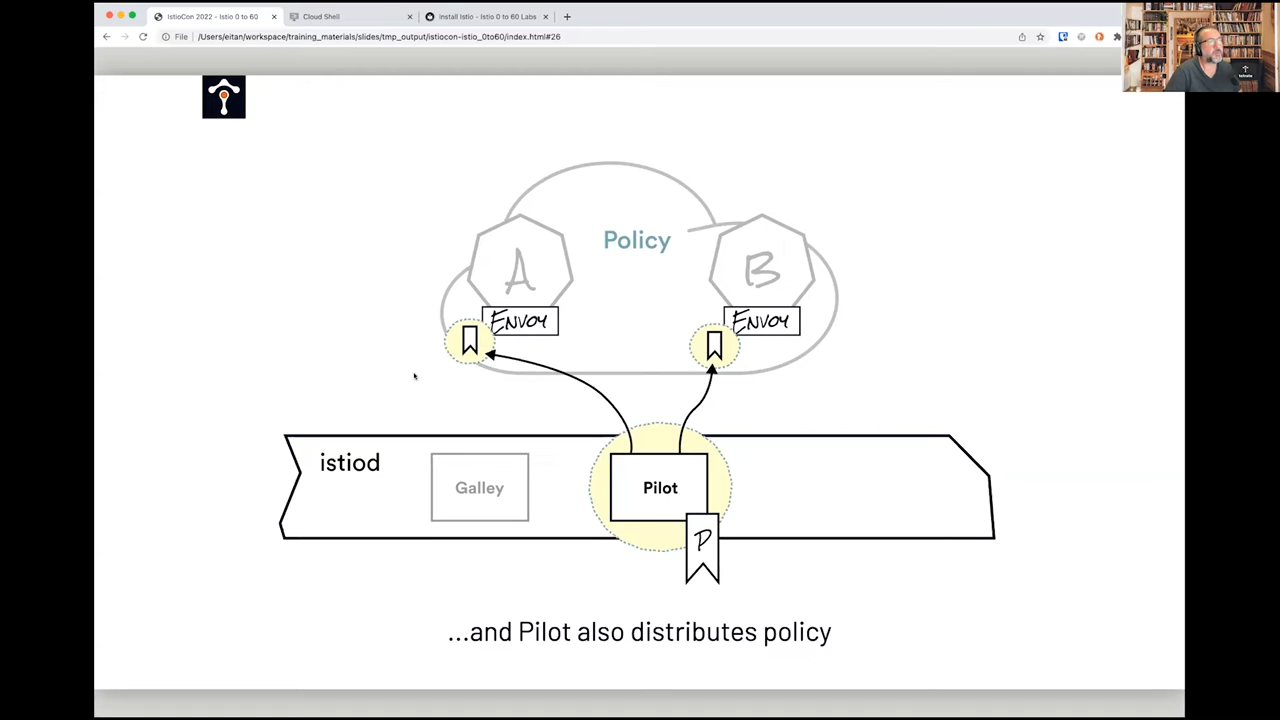 IstioCon 2022 - Istio 0 to 60
Cloud Shell
Install Istio - Istio 0 to 60 Labs
File
/Users/eitan/workspace/training_materials/slides/tmp_output/istiocon-istio_0to60/index.html#26
tetrate
Policy
A
B
ENVOY
ENVOY
istiod
Galley
Pilot
P
...and Pilot also distributes policy